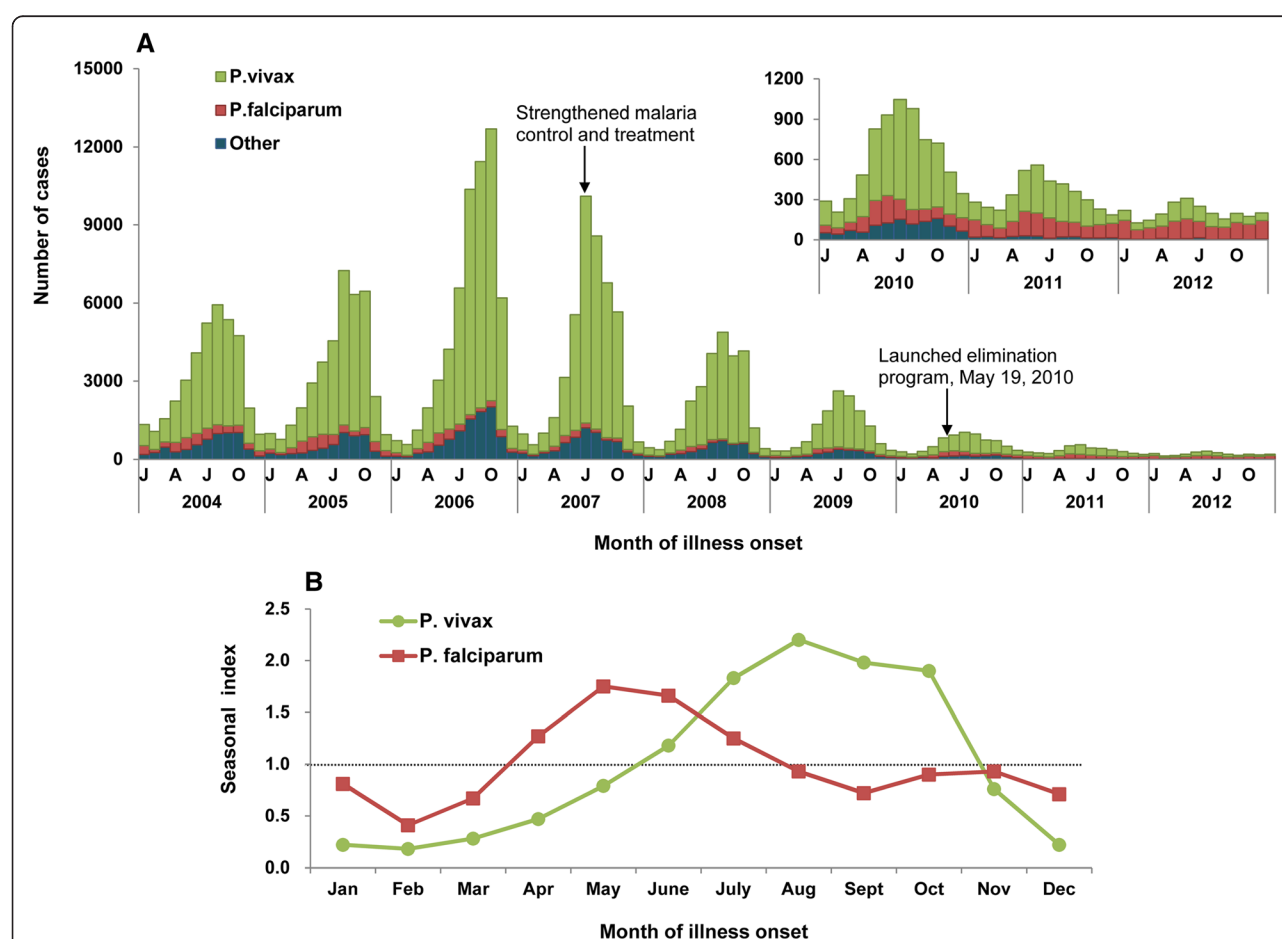 A
15000
12000
9000
6000
3000
0
Number of cases
P.vivax
P.falciparum
Other
Strengthened malaria
control and treatment
Launched elimination
program, May 19, 2010
1200
900
600
300
0
J A J O J A J O J A J O
2010 2011 2012
J A J O J A J O J A J O J A J O J A J O J A J O J A J O J A J O J A J O
2004 2005 2006 2007 2008 2009 2010 2011 2012
Month of illness onset
B
2.5
2.0
1.5
1.0
0.5
0.0
Seasonal index
P. vivax
P. falciparum
Jan Feb Mar Apr May June July Aug Sept Oct Nov Dec
Month of illness onset